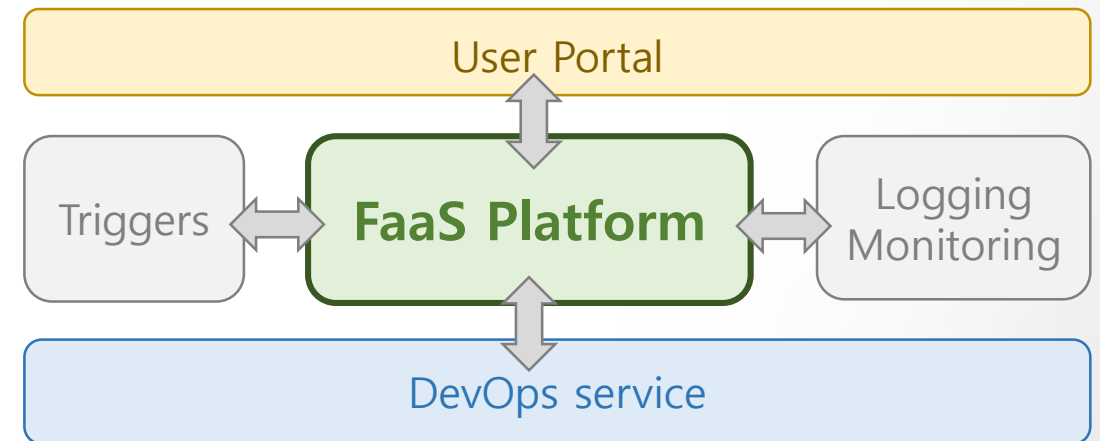 User Portal
Triggers
FaaS Platform
Logging
Monitoring
DevOps service